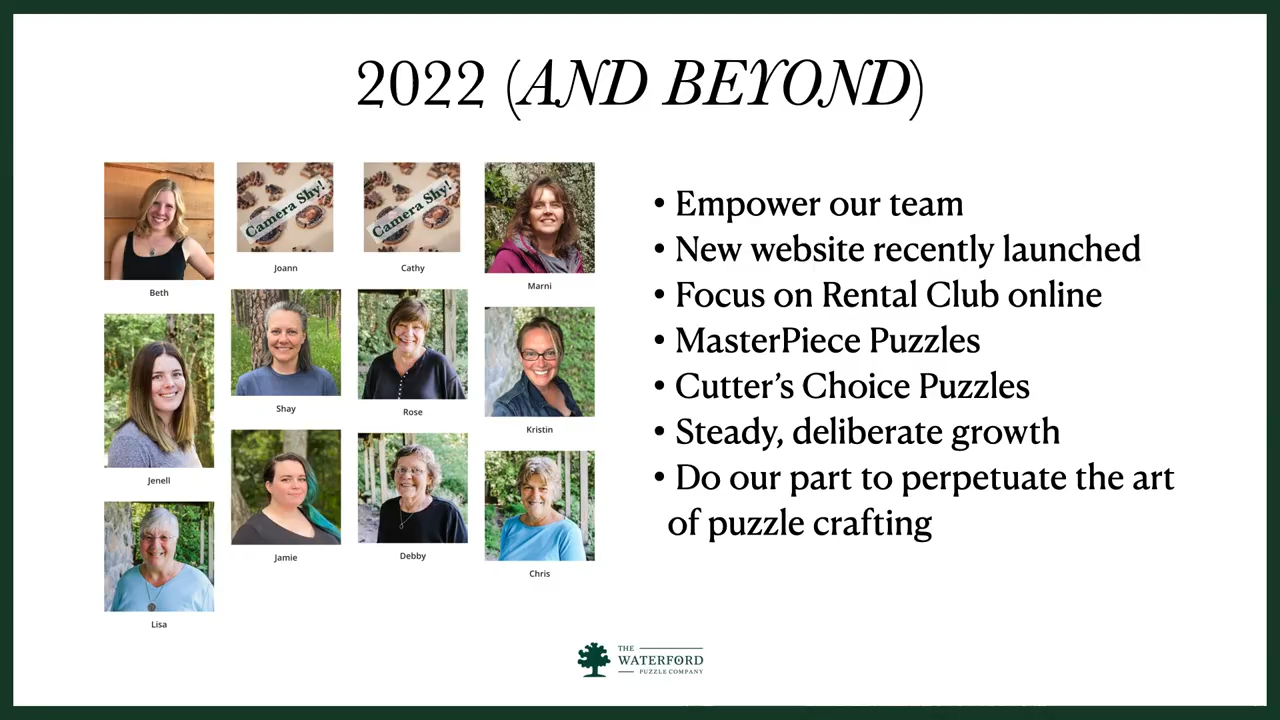 2022 (AND BEYOND)
Camera Shy!
Camera Shy!
Beth
Joann
Cathy
Marni
Jenell
Shay
Rose
Kristin
Lisa
Jamie
Debby
Chris
• Empower our team
• New website recently launched
• Focus on Rental Club online
• MasterPiece Puzzles
• Cutter’s Choice Puzzles
• Steady, deliberate growth
• Do our part to perpetuate the art
of puzzle crafting
THE
WATERFORD
PUZZLE COMPANY